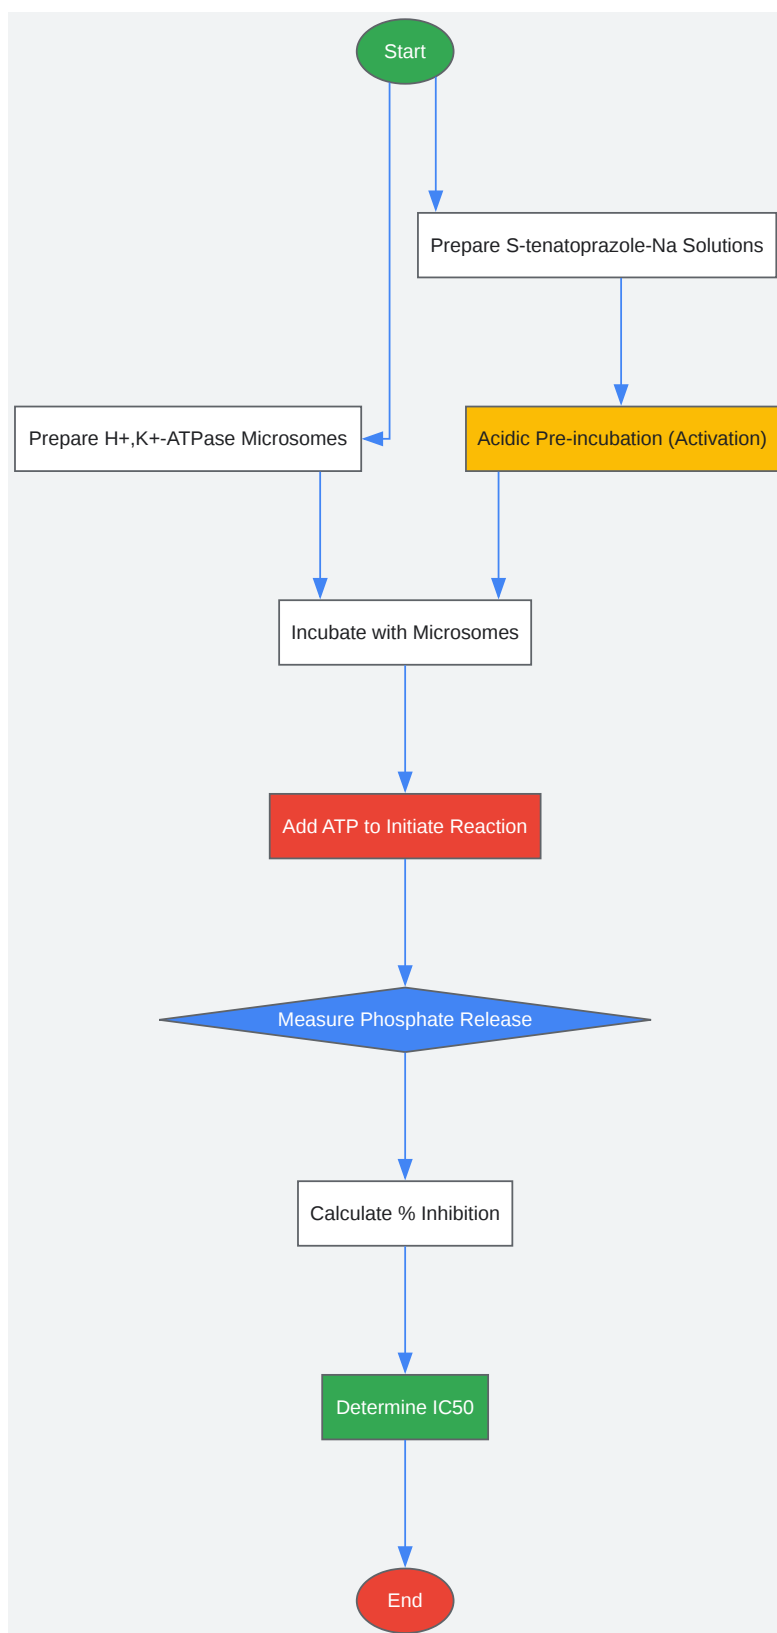 Start
Prepare S-tenatoprazole-Na Solutions
Prepare H+,K+-ATPase Microsomes
Acidic Pre-incubation (Activation)
Incubate with Microsomes
Add ATP to Initiate Reaction
Measure Phosphate Release
Calculate % Inhibition
Determine IC50
End